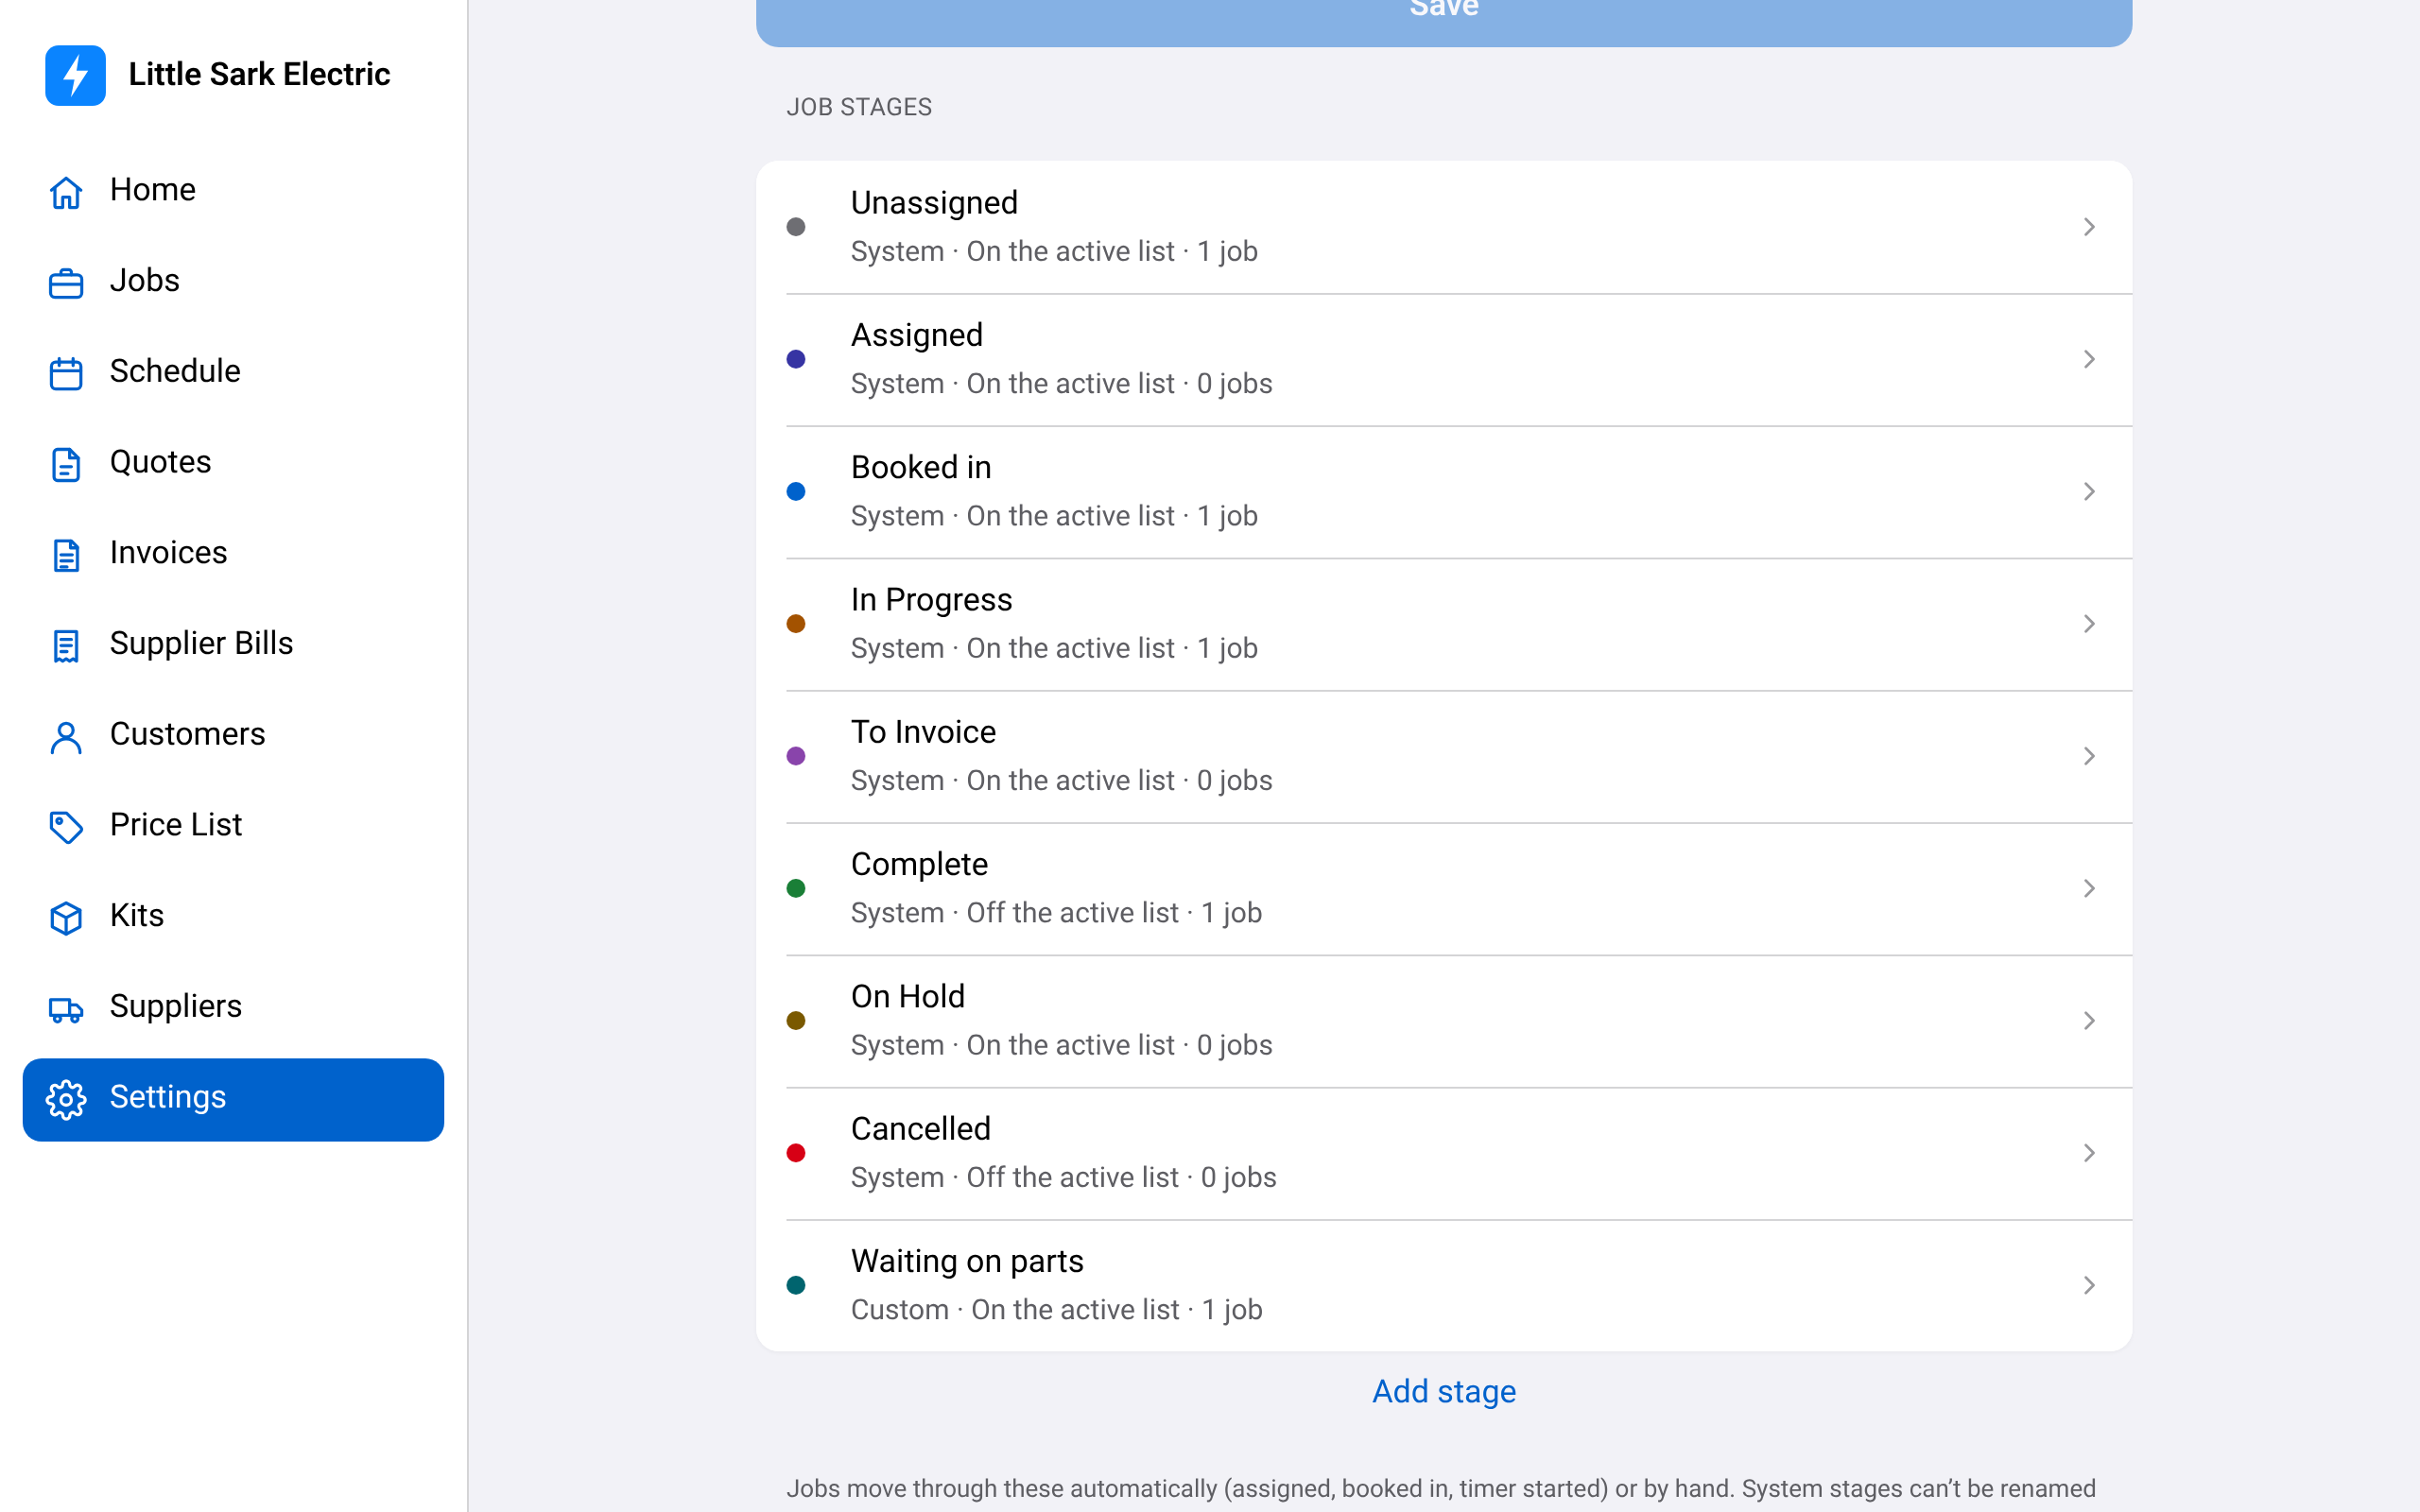 Little Sark Electric
Home
Jobs
Schedule
Quotes
Invoices
Supplier Bills
Customers
Price List
Kits
Suppliers
Settings
Save
JOB STAGES
Unassigned
System · On the active list · 1 job
Assigned
System · On the active list · 0 jobs
Booked in
System · On the active list · 1 job
In Progress
System · On the active list · 1 job
To Invoice
System · On the active list · 0 jobs
Complete
System · Off the active list · 1 job
On Hold
System · On the active list · 0 jobs
Cancelled
System · Off the active list · 0 jobs
Waiting on parts
Custom · On the active list · 1 job
Add stage
Jobs move through these automatically (assigned, booked in, timer started) or by hand. System stages can’t be renamed